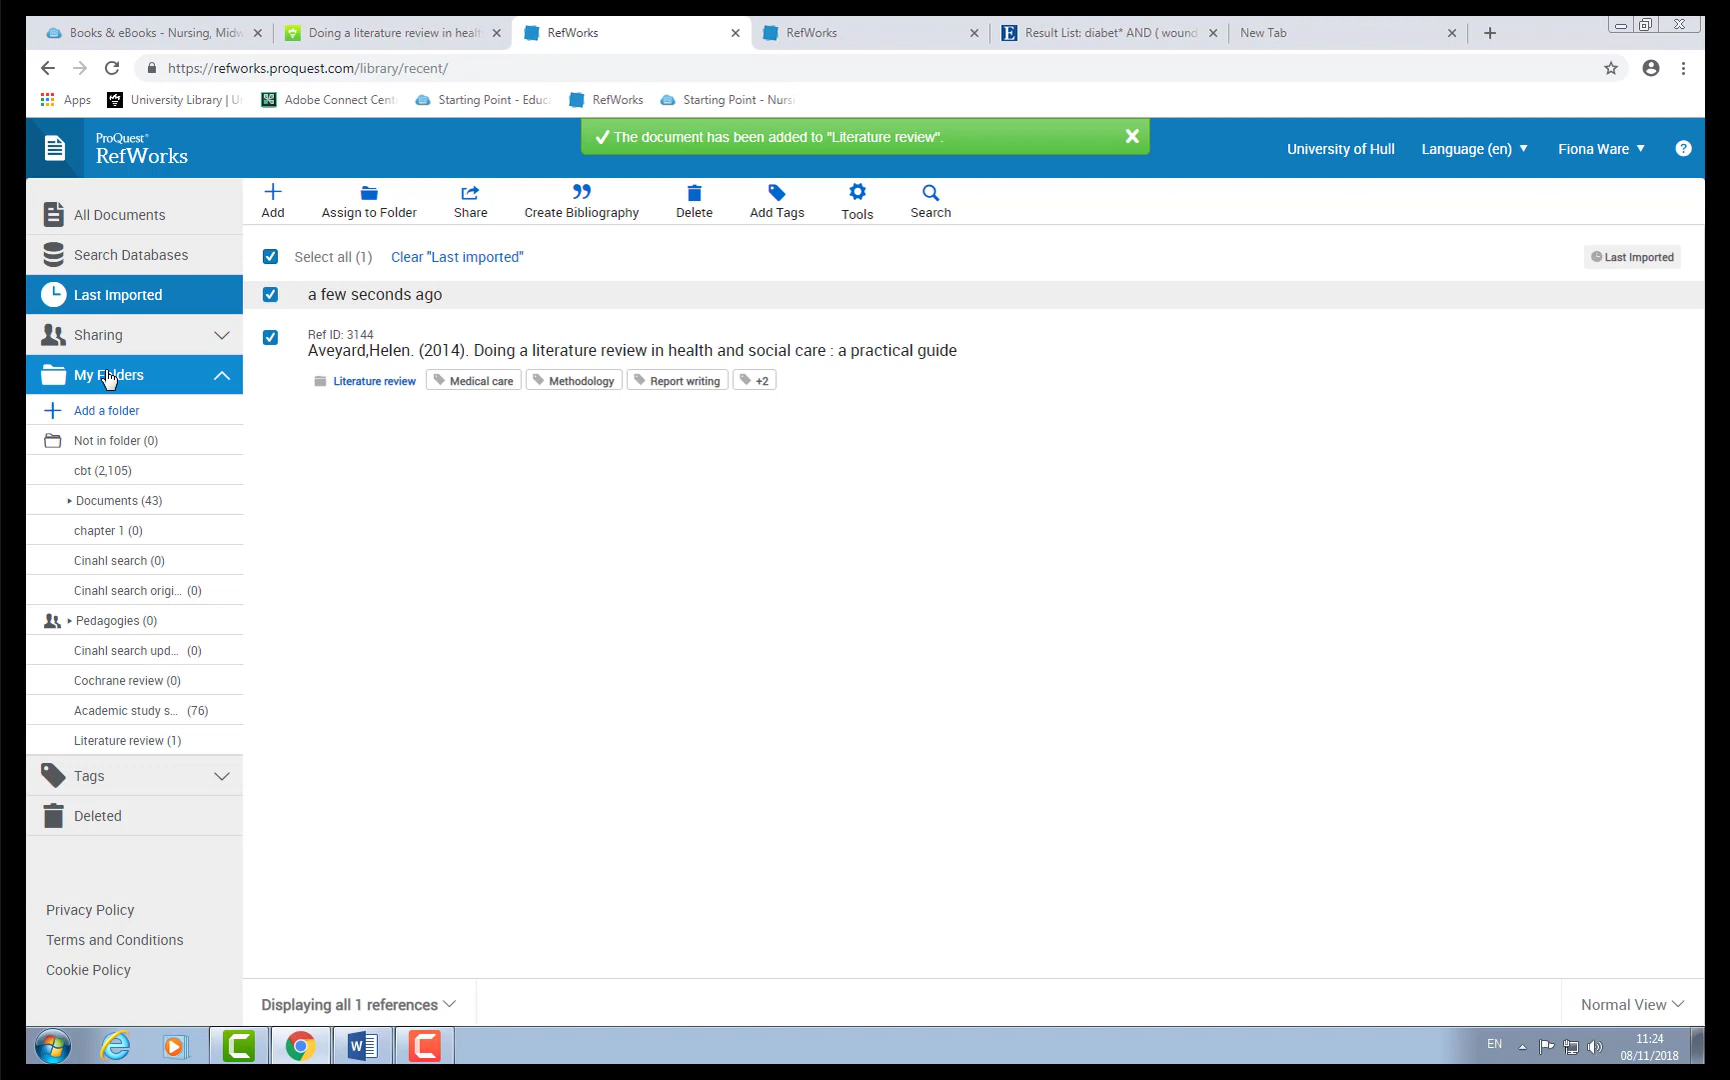 Books & eBooks - Nursing, Midw
Doing a literature review in healt
RefWorks
RefWorks
Result List: diabet* AND ( wound
New Tab
https://refworks.proquest.com/library/recent/
Apps
University Library | U
Adobe Connect Cent
Starting Point - Educ
RefWorks
Starting Point - Nursi
ProQuest®
RefWorks
The document has been added to "Literature review".
University of Hull
Language (en)
Fiona Ware
All Documents
Search Databases
Last Imported
Sharing
My Folders
Add a folder
Not in folder (0)
cbt (2,105)
Documents (43)
chapter 1 (0)
Cinahl search (0)
Cinahl search origi... (0)
Pedagogies (0)
Cinahl search upd... (0)
Cochrane review (0)
Academic study s... (76)
Literature review (1)
Tags
Deleted
Privacy Policy
Terms and Conditions
Cookie Policy
Add
Assign to Folder
Share
Create Bibliography
Delete
Add Tags
Tools
Search
Select all (1)
Clear "Last imported"
Last Imported
a few seconds ago
Ref ID: 3144
Aveyard,Helen. (2014). Doing a literature review in health and social care : a practical guide
Literature review
Medical care
Methodology
Report writing
+2
Displaying all 1 references
Normal View
EN
11:24
08/11/2018